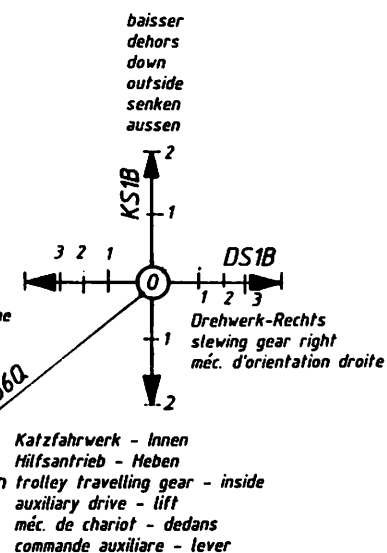 baisser
dehors
down
outside
senken
aussen
2
KS1B
1
3 2 1
DS1B
0
1 2 3
Drehwerk-Rechts
slewing gear right
méc. d'orientation droite
1
2
Katzfahrwerk - Innen
Hilfsantrieb - Heben
trolley travelling gear - inside
auxiliary drive - lift
méc. de chariot - dedans
commande auxiliare - lever